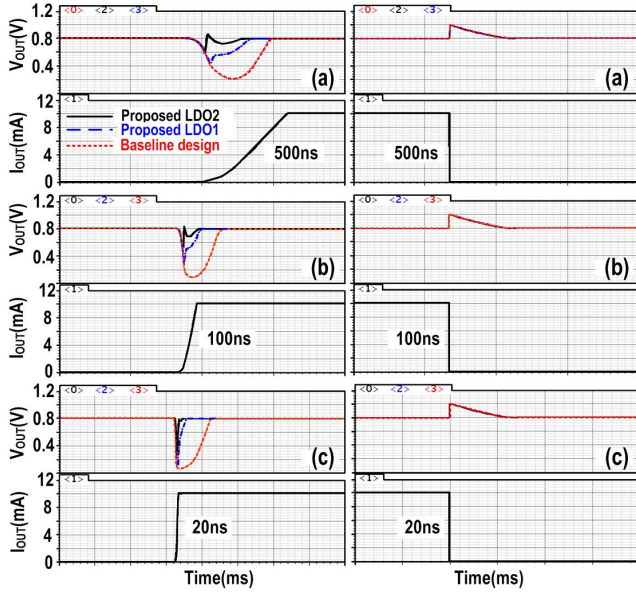 <0> <2> <3>
1.2
0.8
0.4
VOUT(V)
(a)
<1>
12
8
4
0
IOUT(mA)
Proposed LDO2
Proposed LDO1
Baseline design
500ns
<0> <2> <3>
(a)
<1>
500ns
<0> <2> <3>
1.2
0.8
0.4
VOUT(V)
(b)
<1>
12
8
4
0
IOUT(mA)
100ns
<0> <2> <3>
(b)
<1>
100ns
<0> <2> <3>
1.2
0.8
0.4
VOUT(V)
(c)
<1>
12
8
4
0
IOUT(mA)
20ns
Time(ms)
<0> <2> <3>
(c)
<1>
20ns
Time(ms)